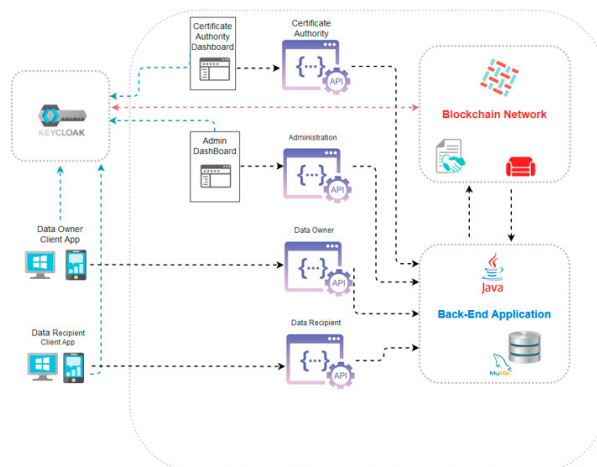 Certificate
Authority
Dashboard
Certificate
Authority
{...}
API
KEYCLOAK
Blockchain Network
Admin
DashBoard
Administration
{...}
API
Data Owner
Client App
Data Owner
{...}
API
Java
Back-End Application
Data Recipient
Client App
Data Recipient
{...}
API
MySQL